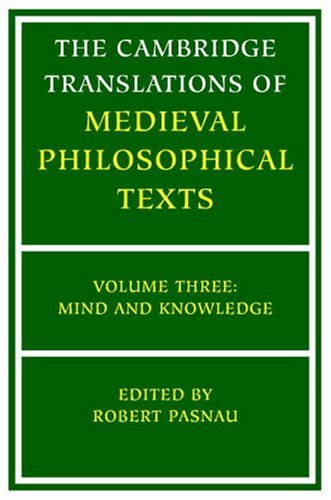 THE CAMBRIDGE
TRANSLATIONS OF
MEDIEVAL
PHILOSOPHICAL
TEXTS
VOLUME THREE:
MIND AND KNOWLEDGE
EDITED BY
ROBERT PASNAU